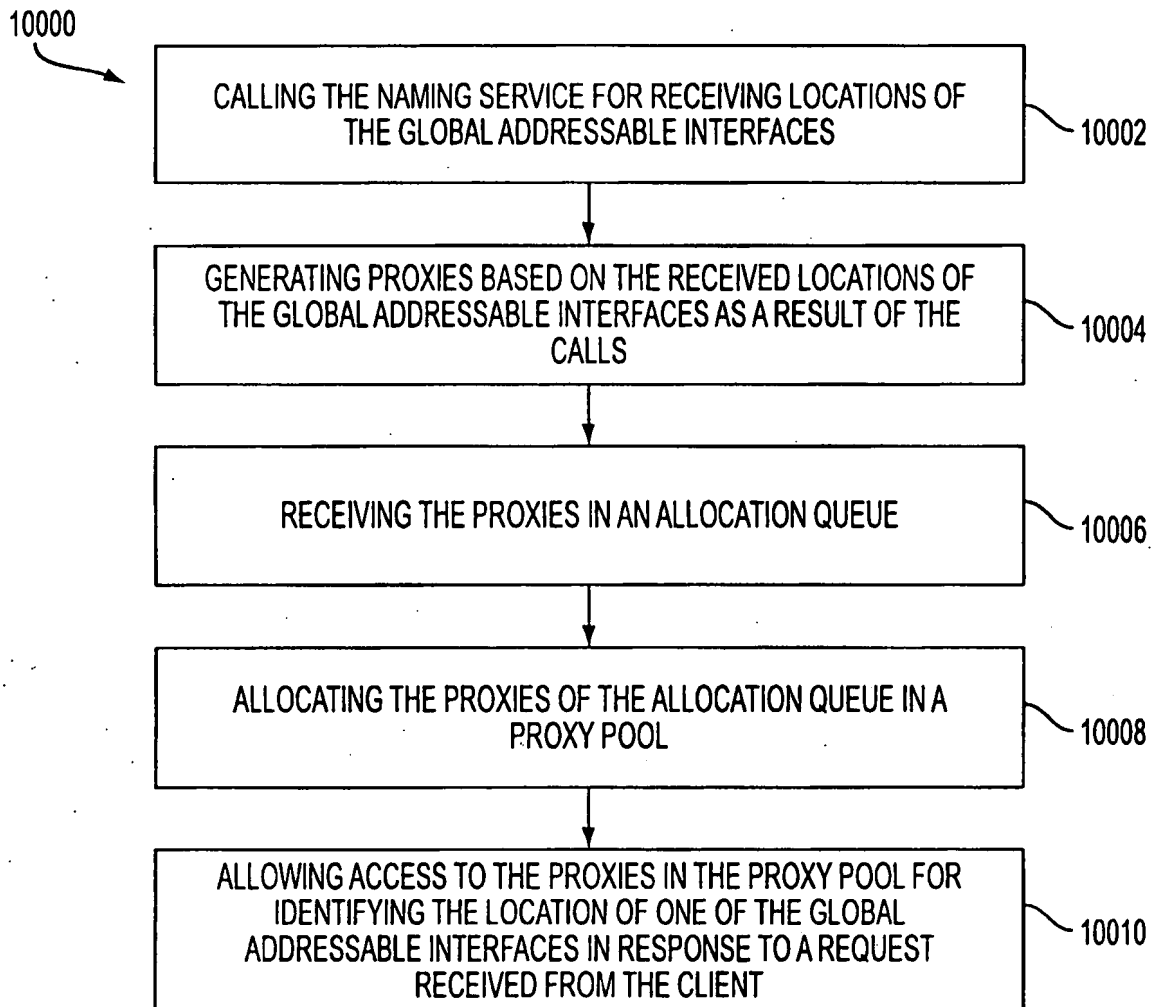 10000
CALLING THE NAMING SERVICE FOR RECEIVING LOCATIONS OF
THE GLOBAL ADDRESSABLE INTERFACES
10002
GENERATING PROXIES BASED ON THE RECEIVED LOCATIONS OF
THE GLOBAL ADDRESSABLE INTERFACES AS A RESULT OF THE
CALLS
10004
RECEIVING THE PROXIES IN AN ALLOCATION QUEUE
10006
ALLOCATING THE PROXIES OF THE ALLOCATION QUEUE IN A
PROXY POOL
10008
ALLOWING ACCESS TO THE PROXIES IN THE PROXY POOL FOR
IDENTIFYING THE LOCATION OF ONE OF THE GLOBAL
ADDRESSABLE INTERFACES IN RESPONSE TO A REQUEST
RECEIVED FROM THE CLIENT
10010